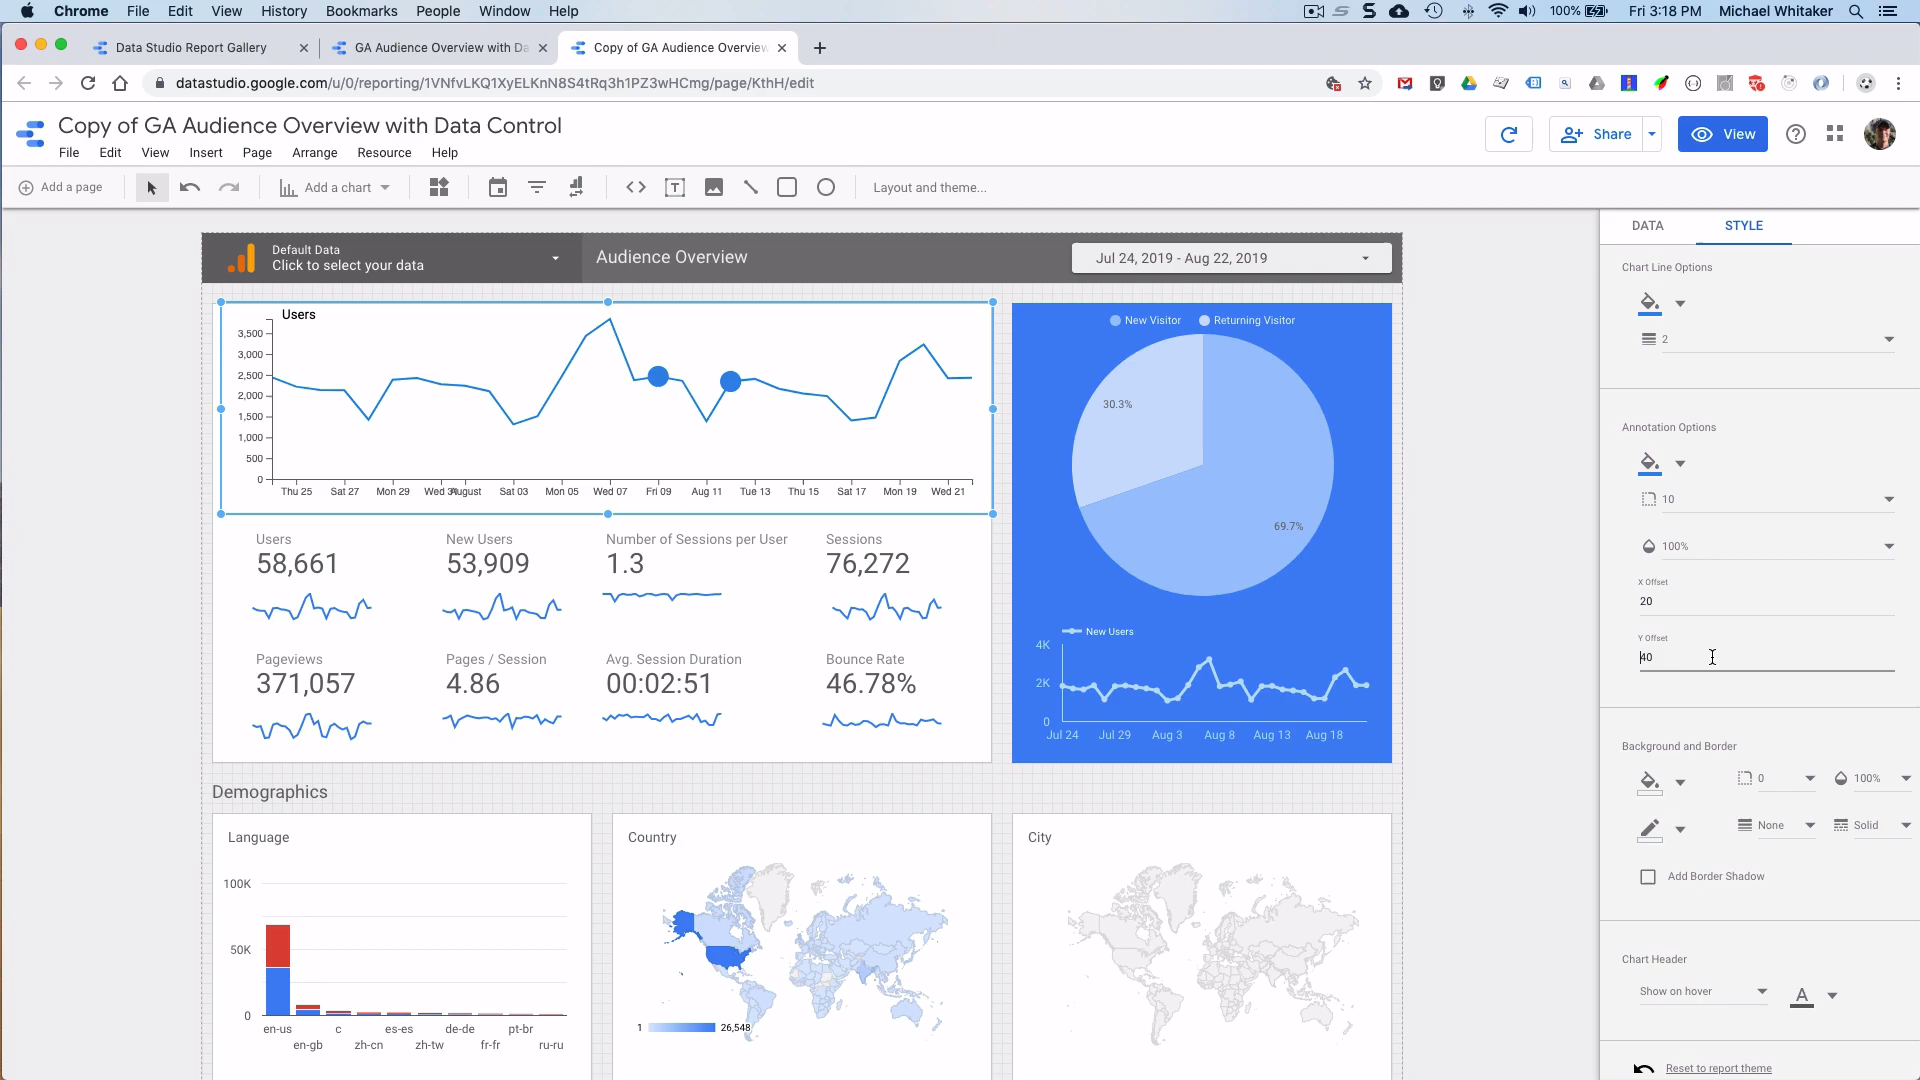 Chrome File Edit View History Bookmarks People Window Help 100% Fri 3:18 PM Michael Whitaker
Data Studio Report Gallery GA Audience Overview with Da Copy of GA Audience Overview
datastudio.google.com/u/0/reporting/1VNfvLKQ1XyELKnN8S4tRq3h1PZ3wHCmg/page/KthH/edit
Copy of GA Audience Overview with Data Control
Share View
File Edit View Insert Page Arrange Resource Help
Add a page Add a chart Layout and theme...
DATA STYLE
Default Data
Click to select your data
Audience Overview
Jul 24, 2019 - Aug 22, 2019
Users
3,500
3,000
2,500
2,000
1,500
1,000
500
0
Thu 25 Sat 27 Mon 29 Wed 31 August Sat 03 Mon 05 Wed 07 Fri 09 Aug 11 Tue 13 Thu 15 Sat 17 Mon 19 Wed 21
New Visitor Returning Visitor
30.3%
69.7%
Users New Users Number of Sessions per User Sessions
58,661 53,909 1.3 76,272
Pageviews Pages / Session Avg. Session Duration Bounce Rate
371,057 4.86 00:02:51 46.78%
New Users
4K
2K
0
Jul 24 Jul 29 Aug 3 Aug 8 Aug 13 Aug 18
Demographics
Language
100K
50K
0
en-us c es-es de-de pt-br
en-gb zh-cn zh-tw fr-fr ru-ru
Country
1 26,548
City
Chart Line Options
2
Annotation Options
10
100%
X Offset
20
Y Offset
40
Background and Border
0 100%
None Solid
Add Border Shadow
Chart Header
Show on hover A
Reset to report theme